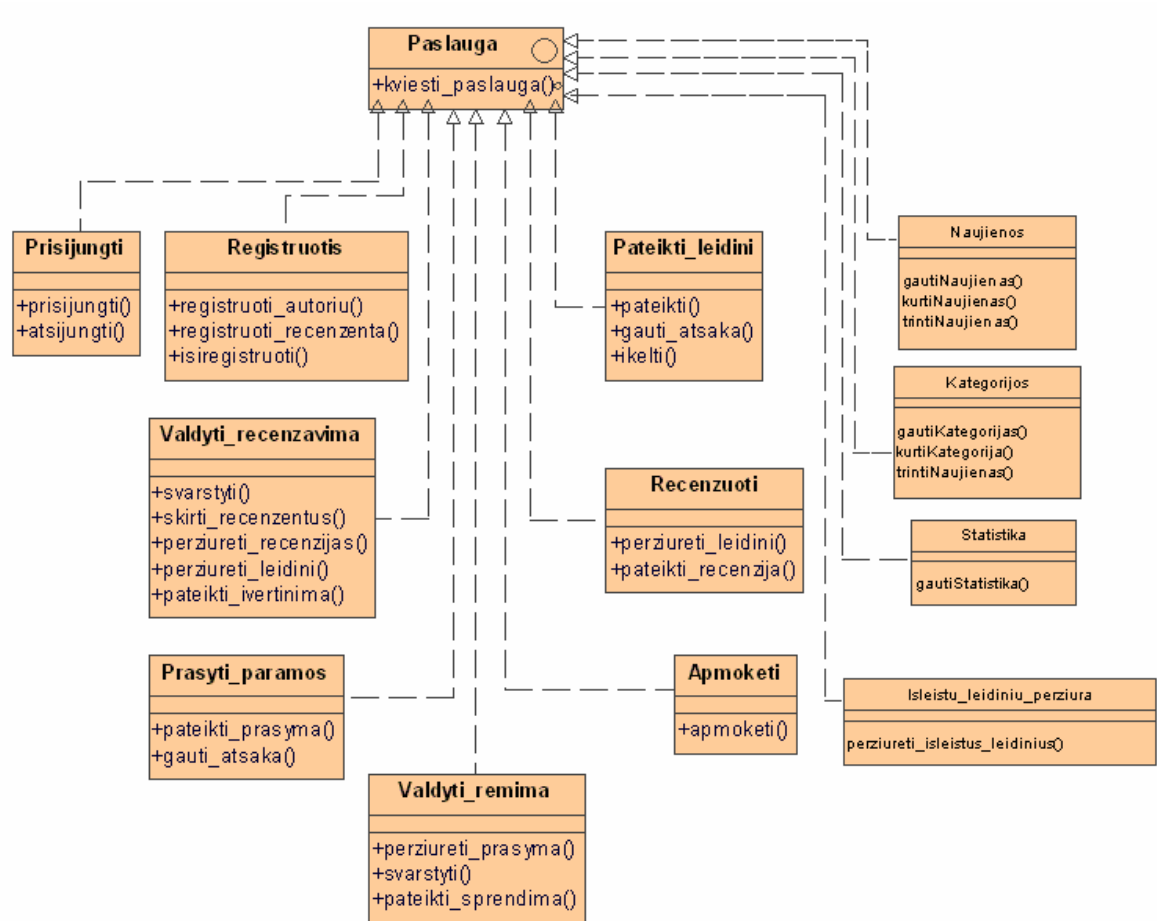 Paslauga
+kviesti_paslauga()
Prisijungti
+prisijungti()
+atsijungti()
Registruotis
+registruoti_autoriu()
+registruoti_recenzenta()
+isiregistruoti()
Pateikti_leidini
+pateikti()
+gauti_atsaka()
+ikelti()
Naujienos
gautiNaujienas()
kurtiNaujienas()
trintiNaujienas()
Kategorijos
gautiKategorijas()
kurtiKategorija()
trintiNaujienas()
Valdyti_recenzavima
+svarstyti()
+skirti_recenzentus()
+perziureti_recenzijas()
+perziureti_leidini()
+pateikti_ivertinima()
Recenzuoti
+perziureti_leidini()
+pateikti_recenzija()
Statistika
gautiStatistika()
Prasyti_paramos
+pateikti_prasyma()
+gauti_atsaka()
Apmoketi
+apmoketi()
Isleistu_leidiniu_perziura
perziureti_isleistus_leidinius()
Valdyti_remima
+perziureti_prasyma()
+svarstyti()
+pateikti_sprendima()